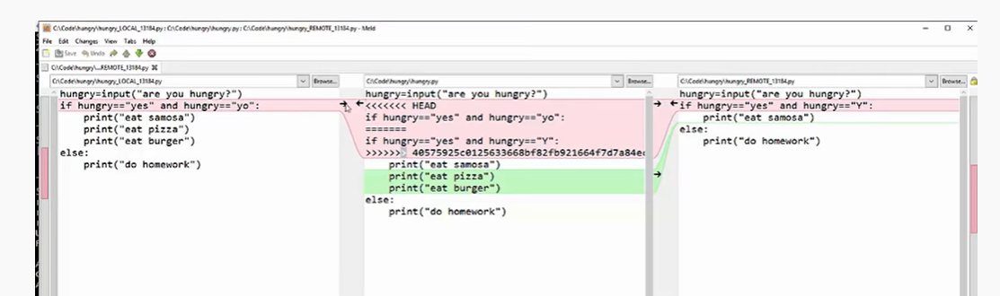 C:\Code\hungry\hungry_LOCAL_13184.py : C:\Code\hungry\hungry.py : C:\Code\hungry\hungry_REMOTE_13184.py - Meld
File Edit Changes View Tabs Help
Save Undo
C:\Code\hungry\...REMOTE_13184.py
C:\Code\hungry\hungry_LOCAL_13184.py Browse...
hungry=input("are you hungry?")
if hungry=="yes" and hungry=="yo":
print("eat samosa")
print("eat pizza")
print("eat burger")
else:
print("do homework")
C:\Code\hungry\hungry.py Browse...
hungry=input("are you hungry?")
<<<<<<< HEAD
if hungry=="yes" and hungry=="yo":
=======
if hungry=="yes" and hungry=="Y":
>>>>>>>
print("eat samosa")
print("eat pizza")
print("eat burger")
else:
print("do homework")
C:\Code\hungry\hungry_REMOTE_13184.py Browse...
hungry=input("are you hungry?")
if hungry=="yes" and hungry=="Y":
print("eat samosa")
else:
print("do homework")